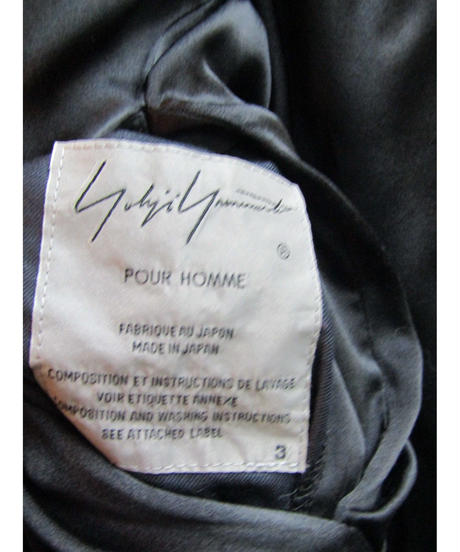 Yohji Yamamoto
®
POUR HOMME
FABRIQUE AU JAPON
MADE IN JAPAN
COMPOSITION ET INSTRUCTIONS DE LAVAGE
VOIR ETIQUETTE ANNEXE
COMPOSITION AND WASHING INSTRUCTIONS
SEE ATTACHED LABEL
3